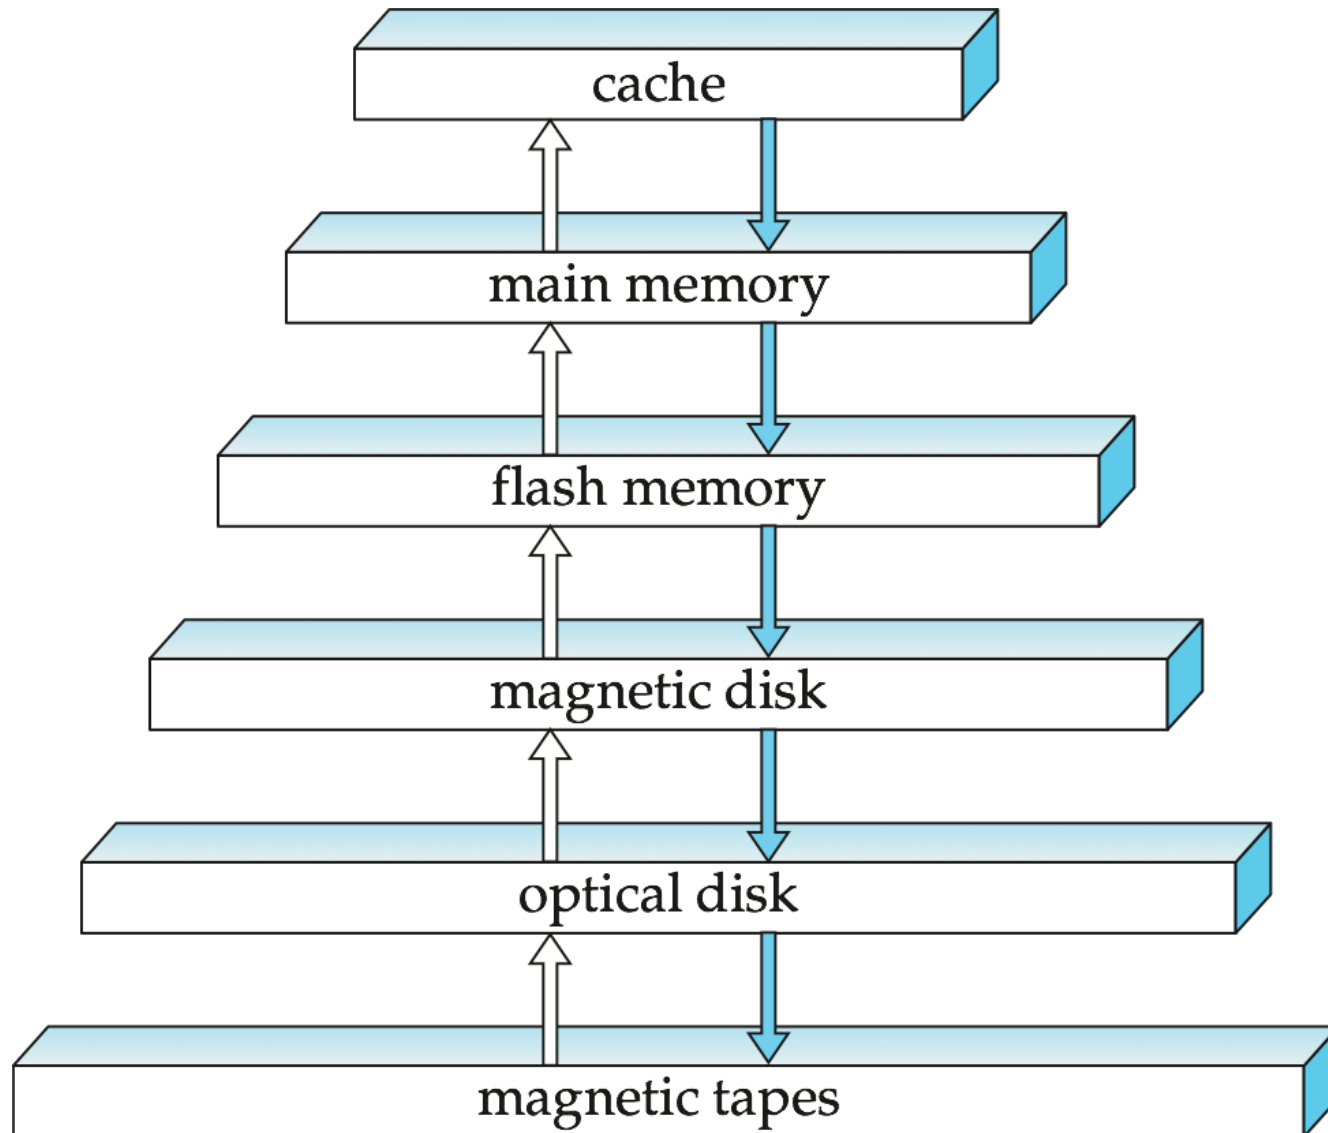 cache
main memory
flash memory
magnetic disk
optical disk
magnetic tapes